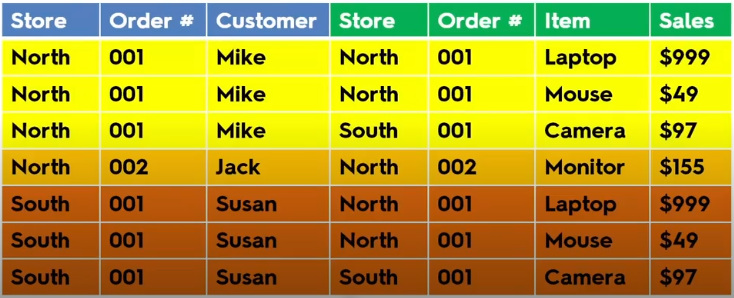 Store Order # Customer Store Order # Item Sales
North 001 Mike North 001 Laptop $999
North 001 Mike North 001 Mouse $49
North 001 Mike South 001 Camera $97
North 002 Jack North 002 Monitor $155
South 001 Susan North 001 Laptop $999
South 001 Susan North 001 Mouse $49
South 001 Susan South 001 Camera $97